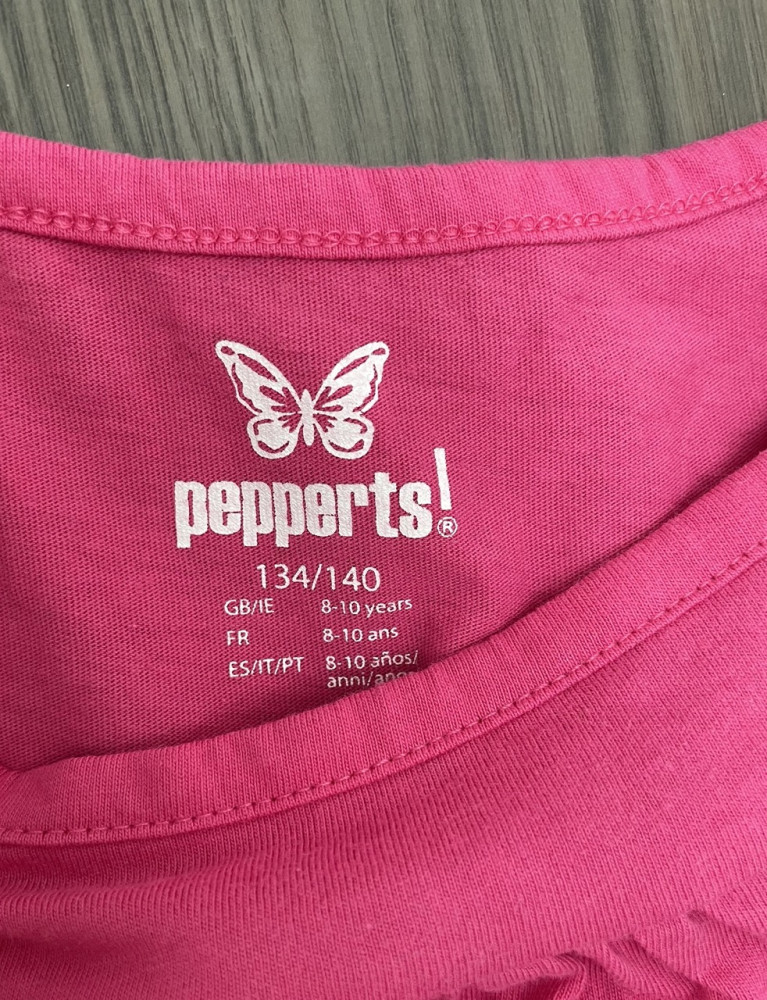 pepperts!®
134/140
GB/IE 8-10 years
FR 8-10 ans
ES/IT/PT 8-10 años/
anni/anos